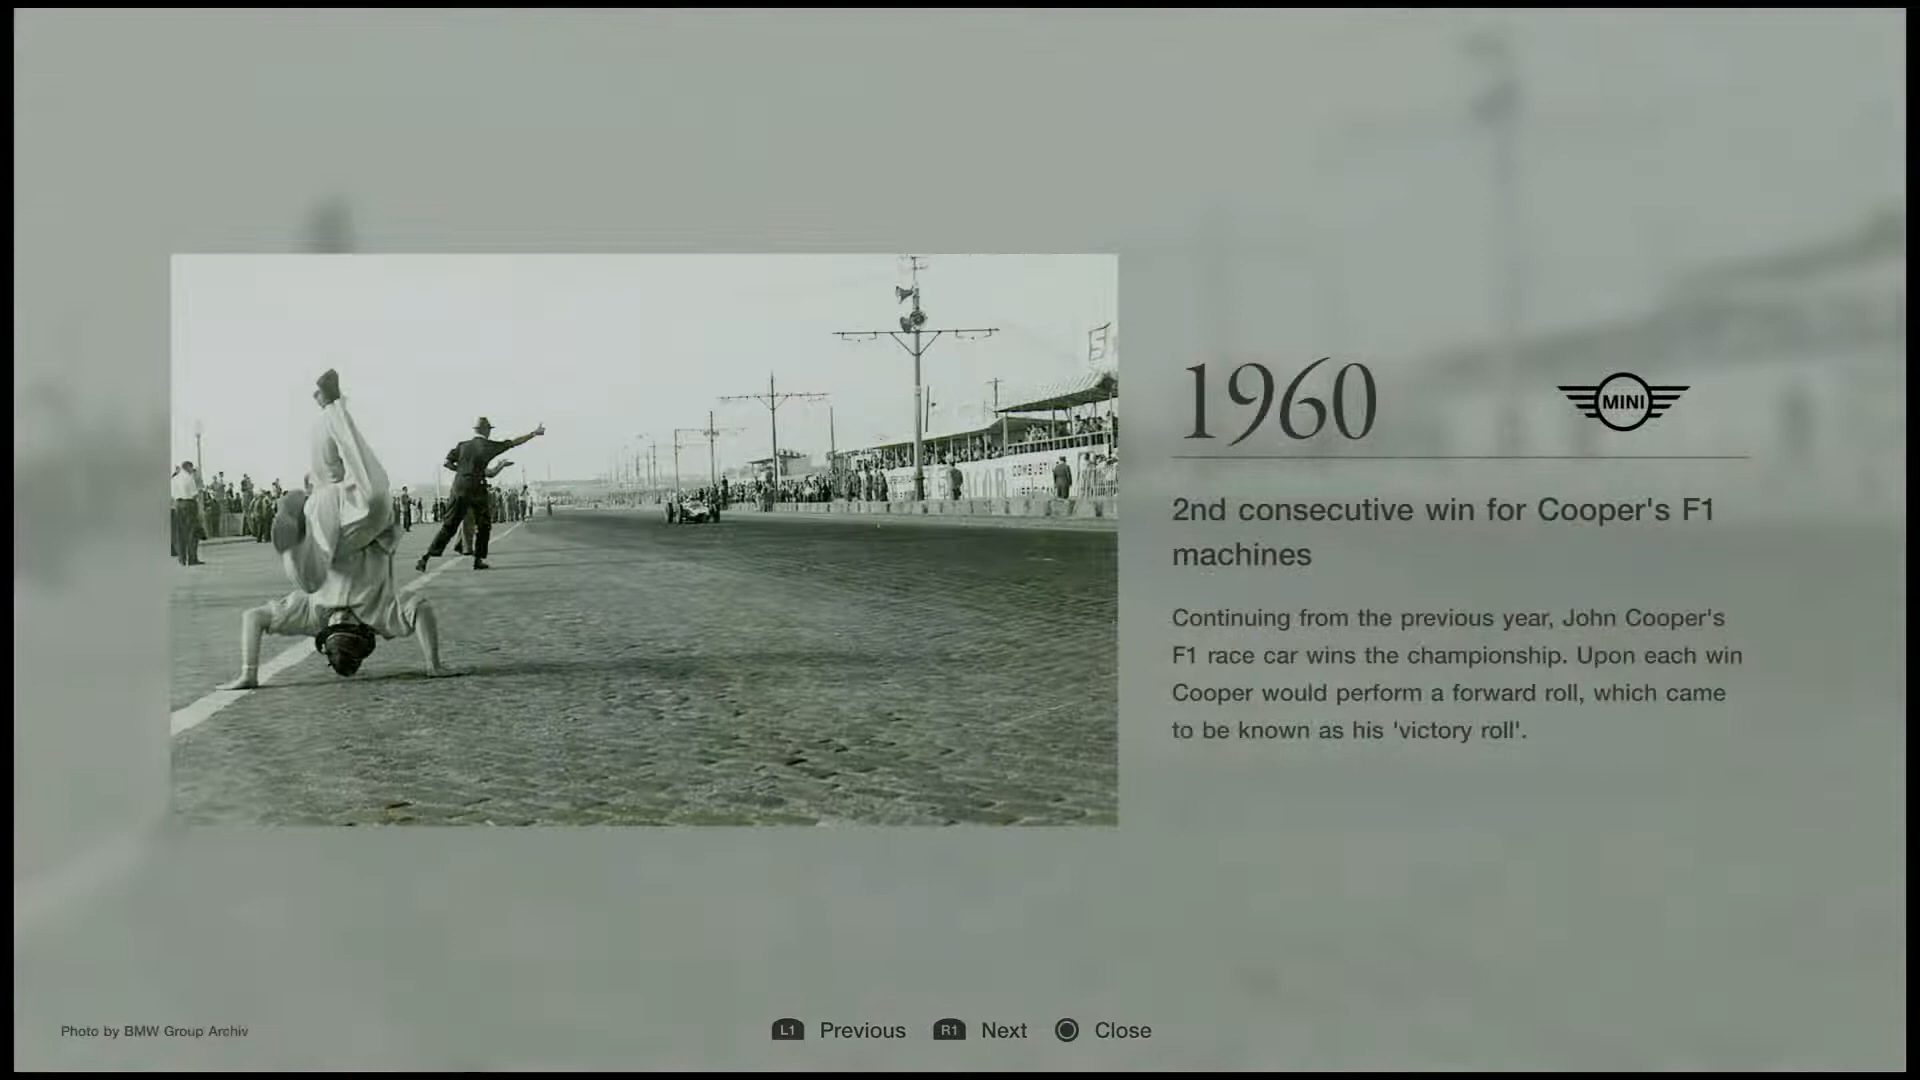 1960
MINI
2nd consecutive win for Cooper's F1
machines
Continuing from the previous year, John Cooper's
F1 race car wins the championship. Upon each win
Cooper would perform a forward roll, which came
to be known as his 'victory roll'.
COMBUSTI
Photo by BMW Group Archiv
L1 Previous R1 Next Close